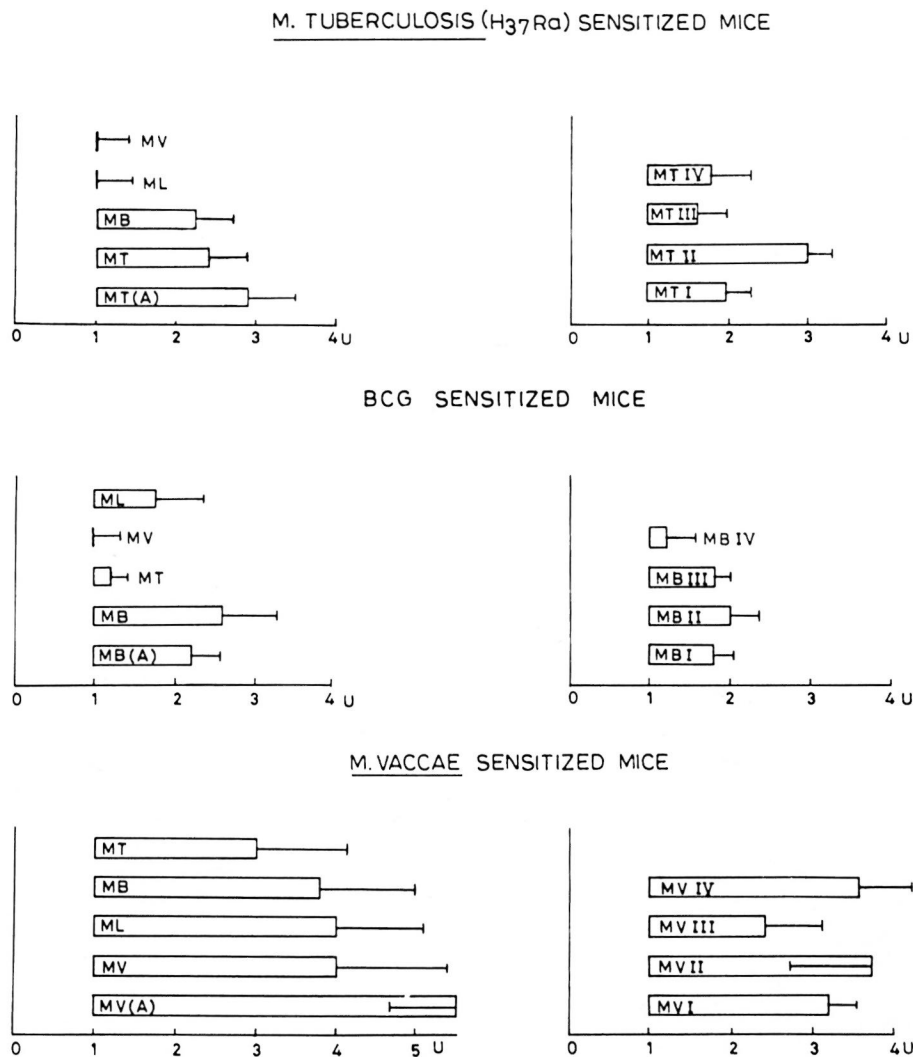 M. TUBERCULOSIS (H37Ra) SENSITIZED MICE
MV
ML
MB
MT
MT(A)
0 1 2 3 4 U
MT IV
MT III
MT II
MT I
0 1 2 3 4 U
BCG SENSITIZED MICE
ML
MV
MT
MB
MB(A)
0 1 2 3 4 U
MB IV
MB III
MB II
MB I
0 1 2 3 4 U
M. VACCAE SENSITIZED MICE
MT
MB
ML
MV
MV(A)
0 1 2 3 4 5 U
MV IV
MV III
MV II
MV I
0 1 2 3 4 U